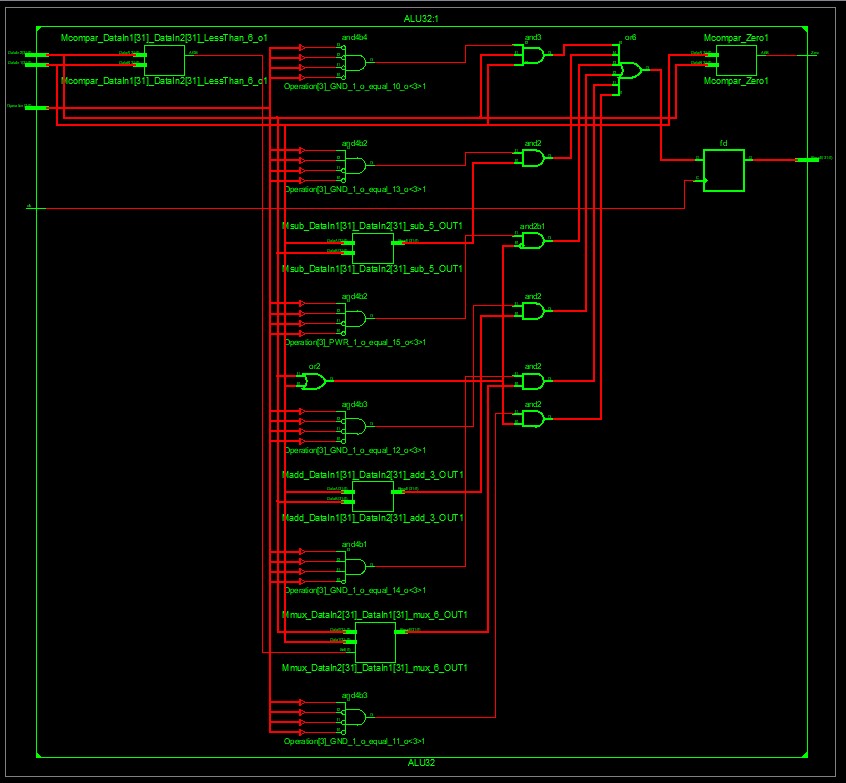 ALU32:1
Mcompar_DataIn1[31]_DataIn2[31]_LessThan_6_o1
and4b4
and3
or6
Mcompar_Zero1
Mcompar_DataIn1[31]_DataIn2[31]_LessThan_6_o1
Mcompar_Zero1
Operation[3]_GND_1_o_equal_10_o<3>1
and4b2
and2
fd
Operation[3]_GND_1_o_equal_13_o<3>1
Msub_DataIn1[31]_DataIn2[31]_sub_5_OUT1
and2b1
Msub_DataIn1[31]_DataIn2[31]_sub_5_OUT1
and4b2
and2
Operation[3]_PWR_1_o_equal_15_o<3>1
or2
and2
and4b3
and2
Operation[3]_GND_1_o_equal_12_o<3>1
Madd_DataIn1[31]_DataIn2[31]_add_3_OUT1
Madd_DataIn1[31]_DataIn2[31]_add_3_OUT1
and4b1
Operation[3]_GND_1_o_equal_14_o<3>1
Mmux_DataIn2[31]_DataIn1[31]_mux_6_OUT1
Mmux_DataIn2[31]_DataIn1[31]_mux_6_OUT1
and4b3
Operation[3]_GND_1_o_equal_11_o<3>1
ALU32